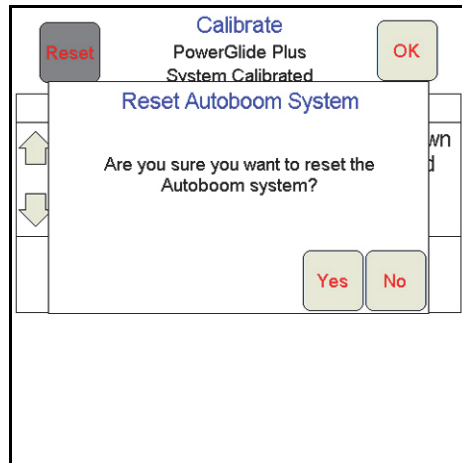 Calibrate
Reset
PowerGlide Plus
OK
System Calibrated
Reset Autoboom System
Are you sure you want to reset the
Autoboom system?
Yes
No